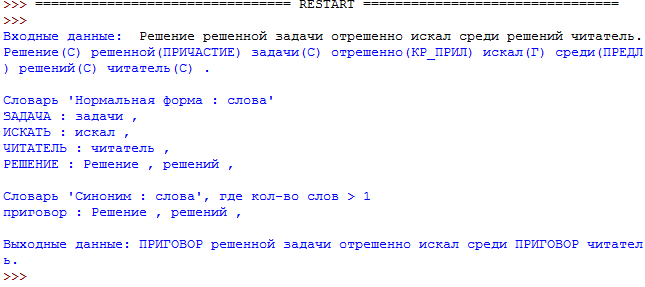 >>> ================================ RESTART ================================
>>>
Входные данные:  Решение решенной задачи отрешенно искал среди решений читатель.
Решение(С) решенной(ПРИЧАСТИЕ) задачи(С) отрешенно(КР_ПРИЛ) искал(Г) среди(ПРЕДЛ
) решений(С) читатель(С) .
Словарь 'Нормальная форма : слова'
ЗАДАЧА : задачи ,
ИСКАТЬ : искал ,
ЧИТАТЕЛЬ : читатель ,
РЕШЕНИЕ : Решение , решений ,
Словарь 'Синоним : слова', где кол-во слов > 1
приговор : Решение , решений ,
Выходные данные: ПРИГОВОР решенной задачи отрешенно искал среди ПРИГОВОР читател
ь.
>>>